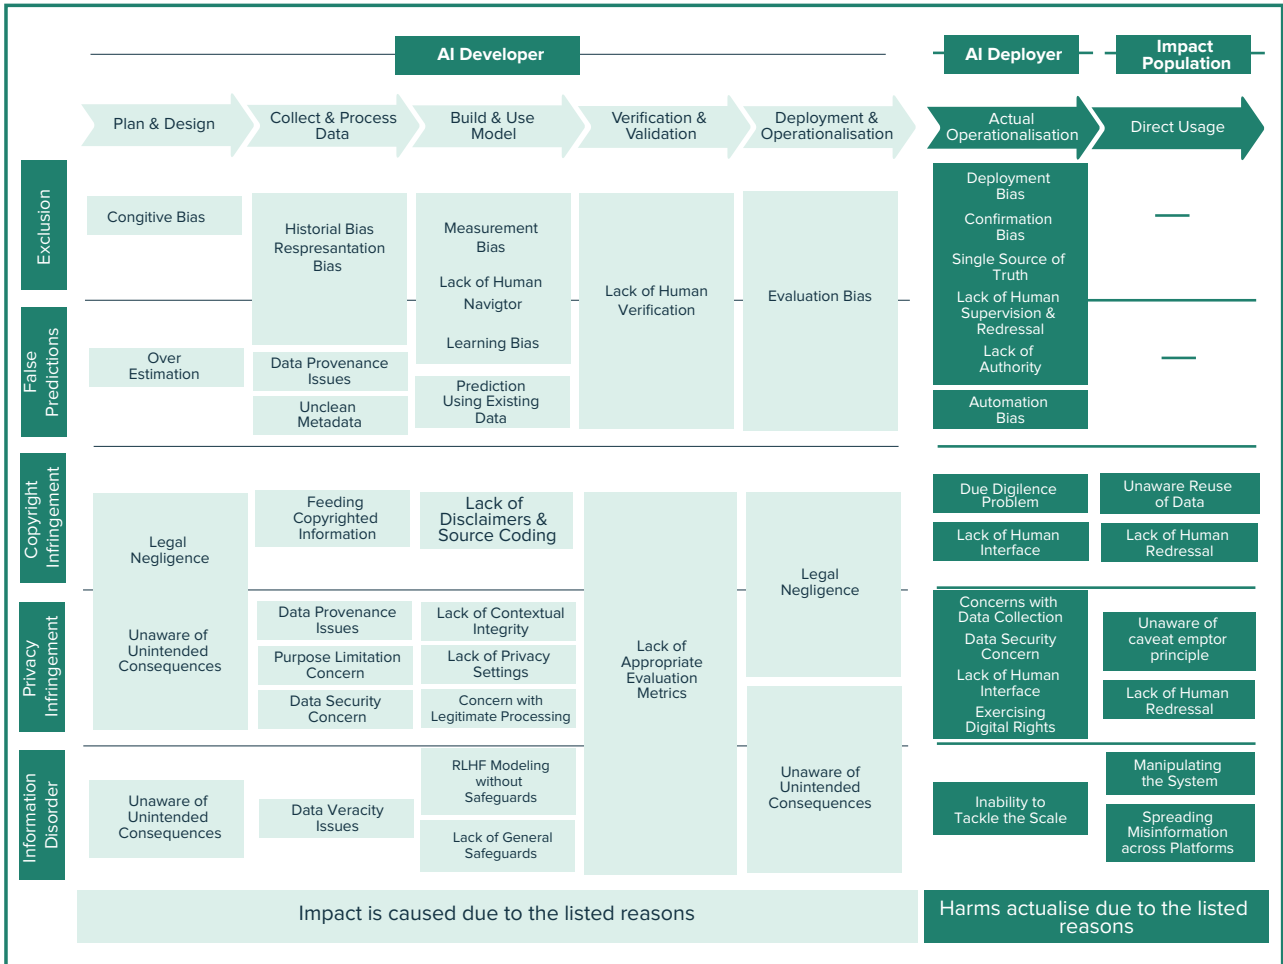 AI Developer
AI Deployer
Impact
Population
Plan & Design
Collect & Process
Data
Build & Use
Model
Verification &
Validation
Deployment &
Operationalisation
Actual
Operationalisation
Direct Usage
Exclusion
Congitive Bias
Historial Bias
Respresantation
Bias
Measurement
Bias
Lack of Human
Navigtor
Learning Bias
Lack of Human
Verification
Evaluation Bias
Deployment
Bias
Confirmation
Bias
Single Source of
Truth
Lack of Human
Supervision &
Redressal
Lack of
Authority
False
Predictions
Over
Estimation
Data Provenance
Issues
Unclean
Metadata
Prediction
Using Existing
Data
Automation
Bias
Copyright
Infringement
Legal
Negligence
Feeding
Copyrighted
Information
Lack of
Disclaimers &
Source Coding
Lack of
Appropriate
Evaluation
Metrics
Legal
Negligence
Due Digilence
Problem
Lack of Human
Interface
Unaware Reuse
of Data
Lack of Human
Redressal
Privacy
Infringement
Unaware of
Unintended
Consequences
Data Provenance
Issues
Purpose Limitation
Concern
Data Security
Concern
Lack of Contextual
Integrity
Lack of Privacy
Settings
Concern with
Legitimate Processing
Concerns with
Data Collection
Data Security
Concern
Lack of Human
Interface
Exercising
Digital Rights
Unaware of
caveat emptor
principle
Lack of Human
Redressal
Information
Disorder
Unaware of
Unintended
Consequences
Data Veracity
Issues
RLHF Modeling
without
Safeguards
Lack of General
Safeguards
Unaware of
Unintended
Consequences
Inability to
Tackle the Scale
Manipulating
the System
Spreading
Misinformation
across Platforms
Impact is caused due to the listed reasons
Harms actualise due to the listed
reasons